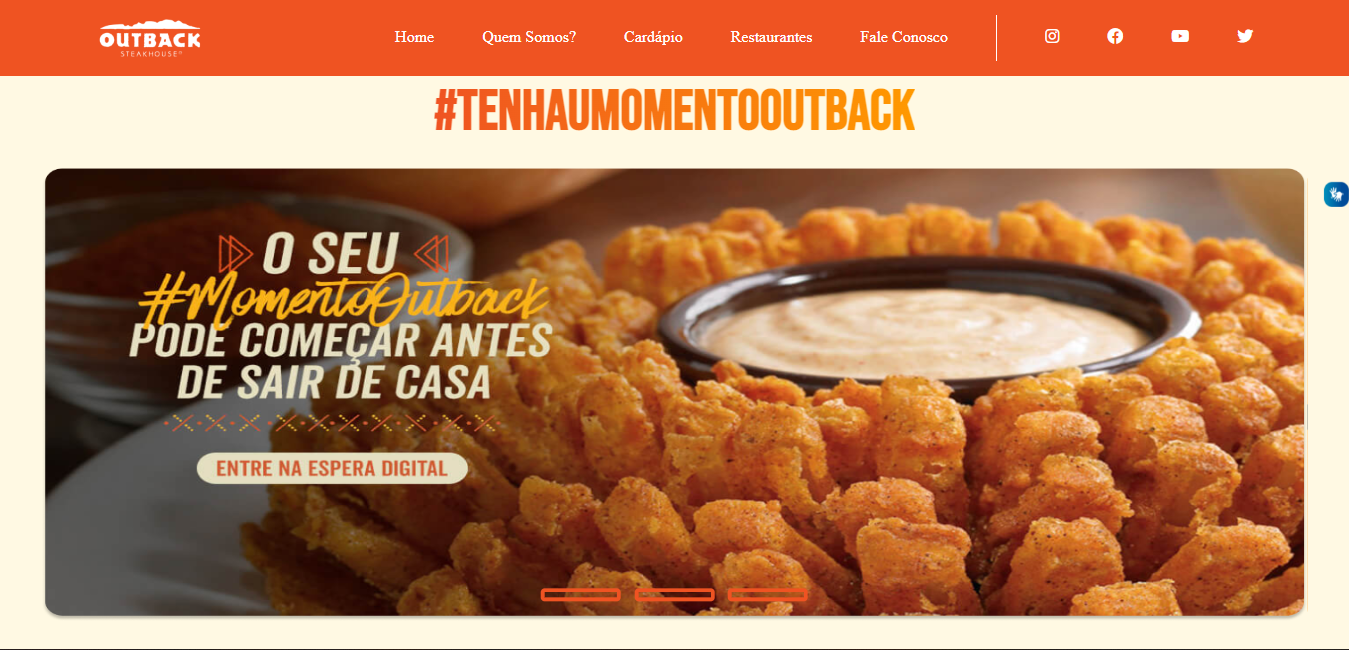 OUTBACK
STEAKHOUSE
Home Quem Somos? Cardápio Restaurantes Fale Conosco
#TENHAUMOMENTOOUTBACK
O SEU
#MomentoOutback
PODE COMEÇAR ANTES
DE SAIR DE CASA
ENTRE NA ESPERA DIGITAL